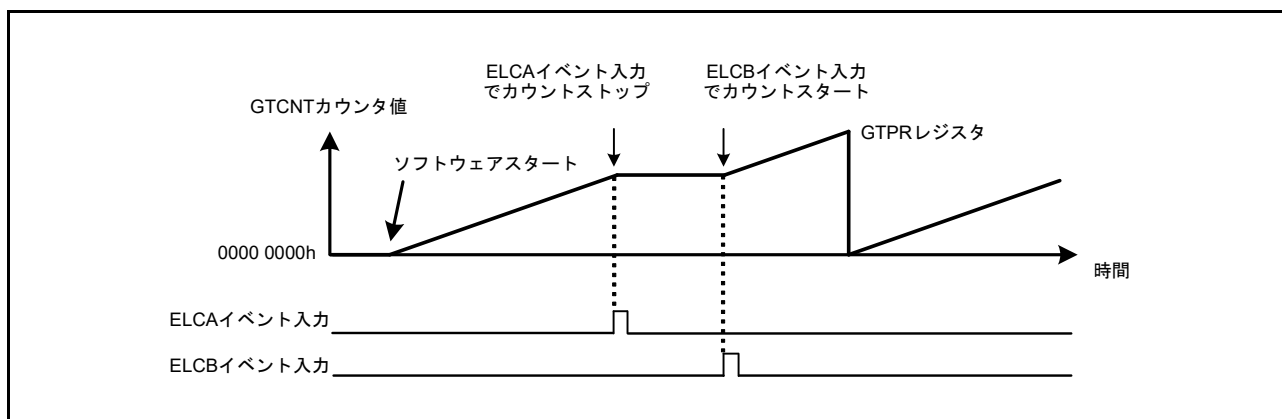 ELCAイベント入力
でカウントストップ
ELCBイベント入力
でカウントスタート
GTCNTカウンタ値
GTPRレジスタ
ソフトウェアスタート
0000 0000h
時間
ELCAイベント入力
ELCBイベント入力